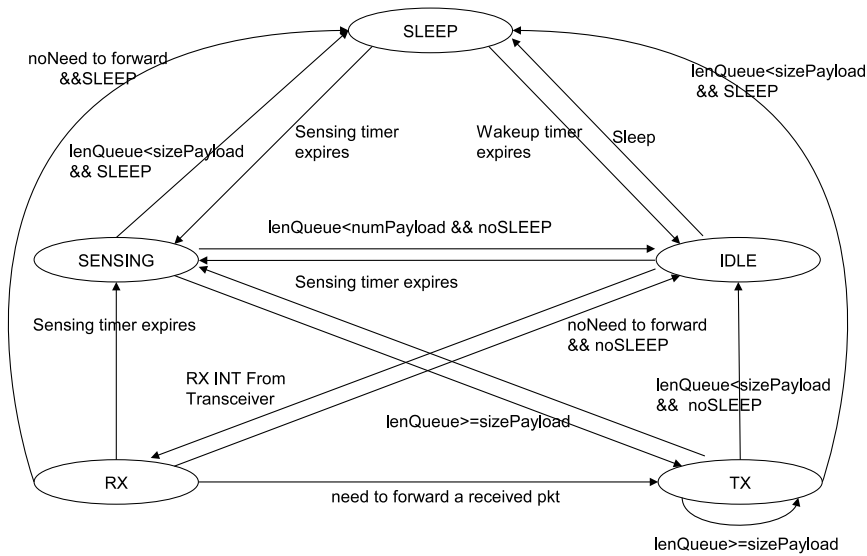 SLEEP
noNeed to forward
&&SLEEP
lenQueue<sizePayload
&& SLEEP
lenQueue<sizePayload
&& SLEEP
Sensing timer
expires
Wakeup timer
expires
Sleep
lenQueue<numPayload && noSLEEP
SENSING
IDLE
Sensing timer expires
Sensing timer expires
noNeed to forward
&& noSLEEP
RX INT From
Transceiver
lenQueue<sizePayload
&& noSLEEP
lenQueue>=sizePayload
RX
TX
need to forward a received pkt
lenQueue>=sizePayload